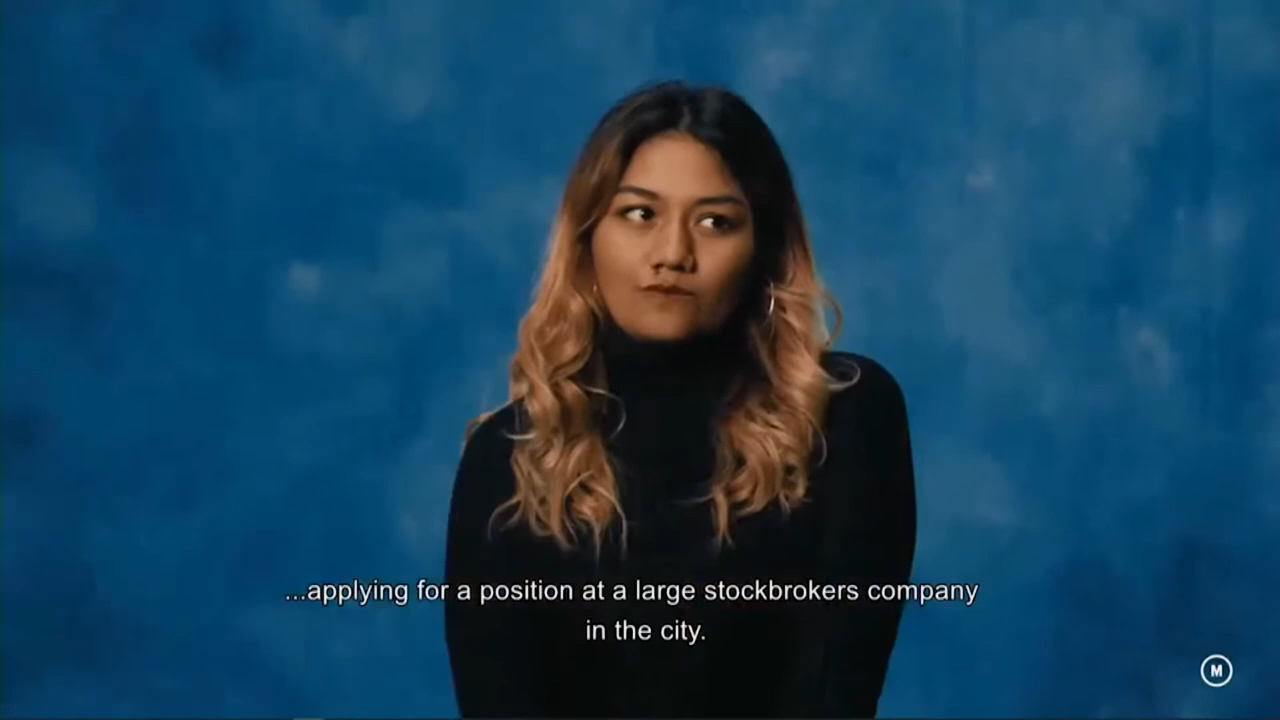 ...applying for a position at a large stockbrokers company
in the city.
M